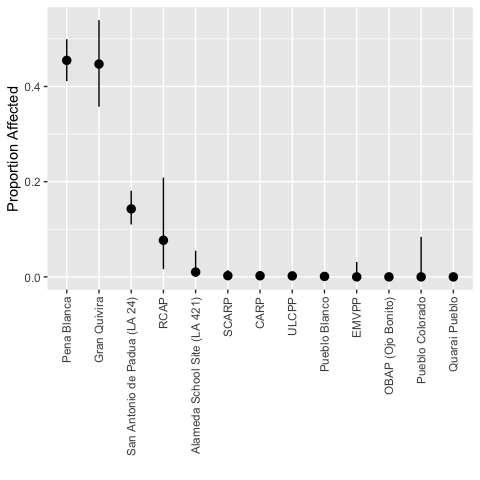 Proportion Affected
0.4
0.2
0.0
Pena Blanca
Gran Quivira
San Antonio de Padua (LA 24)
RCAP
Alameda School Site (LA 421)
SCARP
CARP
ULCPP
Pueblo Blanco
EMVPP
OBAP (Ojo Bonito)
Pueblo Colorado
Quarai Pueblo